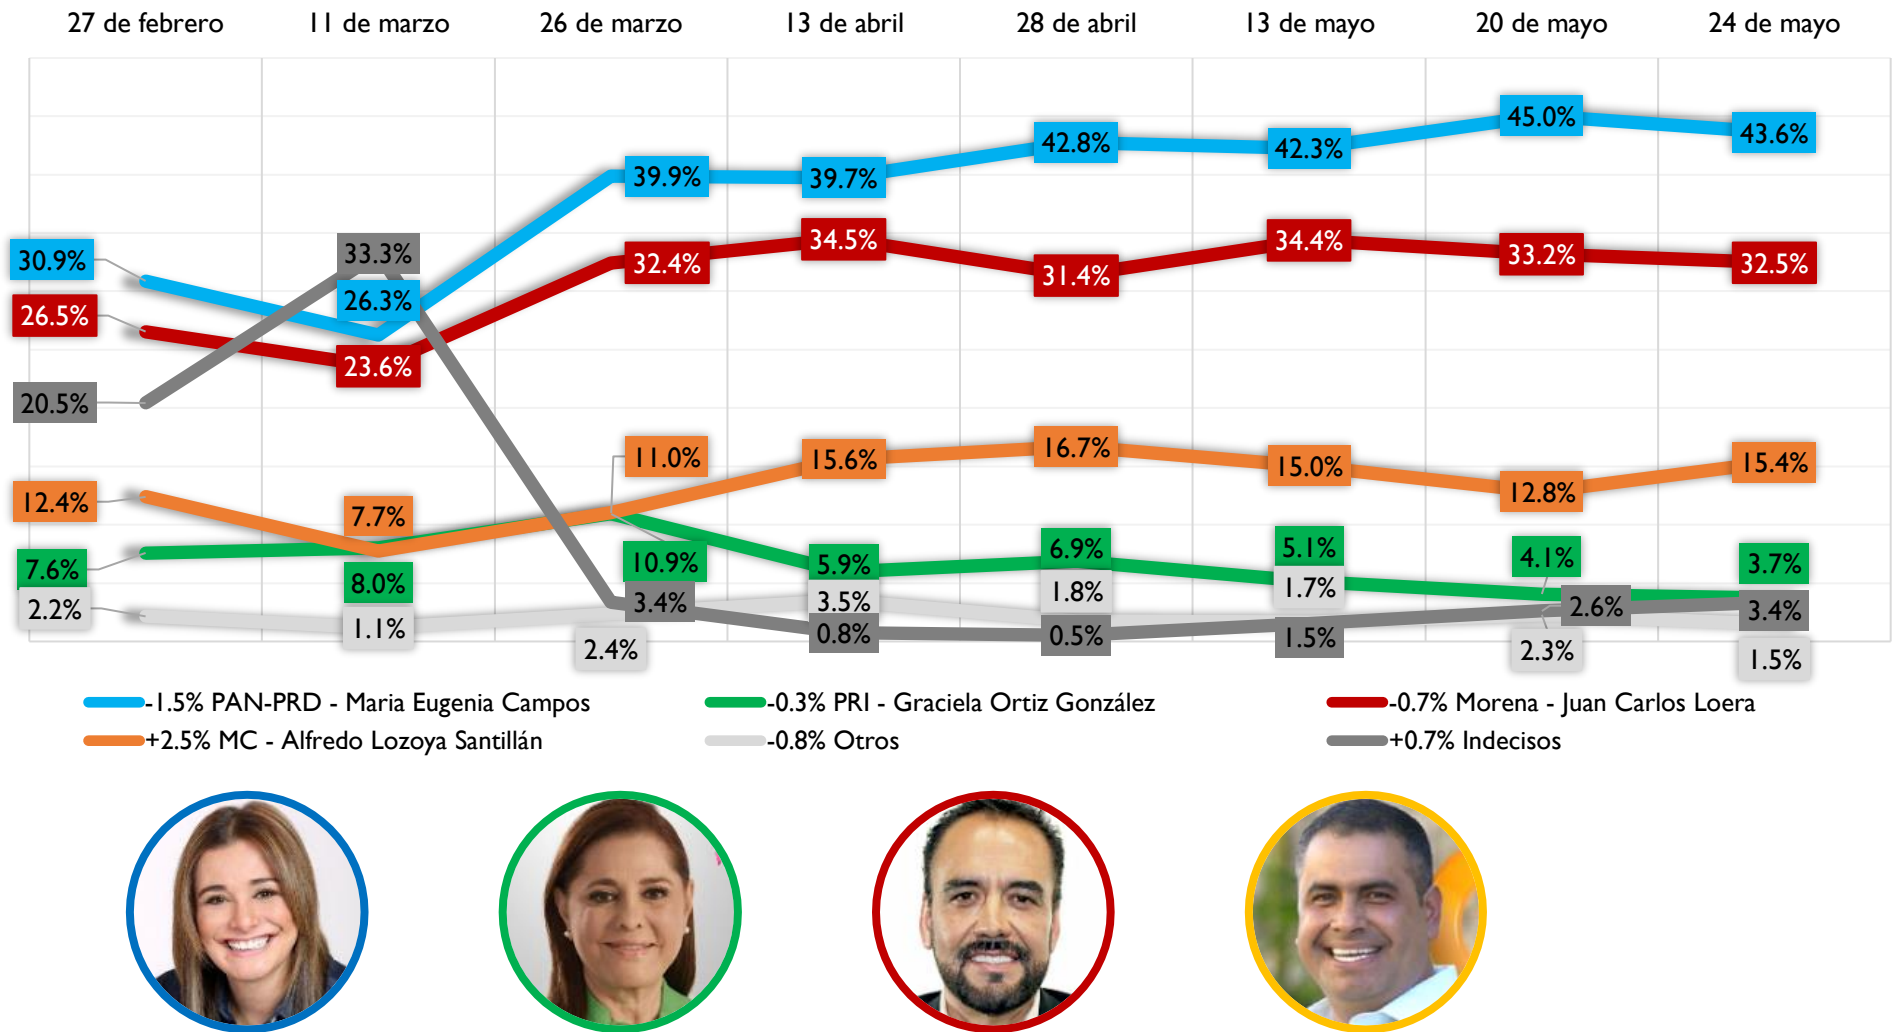 27 de febrero 11 de marzo 26 de marzo 13 de abril 28 de abril 13 de mayo 20 de mayo 24 de mayo
30.9% 26.3% 39.9% 39.7% 42.8% 42.3% 45.0% 43.6%
26.5% 23.6% 32.4% 34.5% 31.4% 34.4% 33.2% 32.5%
20.5% 33.3% 3.4% 0.8% 0.5% 1.5% 2.6% 3.4%
12.4% 7.7% 11.0% 15.6% 16.7% 15.0% 12.8% 15.4%
7.6% 8.0% 10.9% 5.9% 6.9% 5.1% 4.1% 3.7%
2.2% 1.1% 2.4% 3.5% 1.8% 1.7% 2.3% 1.5%
-1.5% PAN-PRD - Maria Eugenia Campos -0.3% PRI - Graciela Ortiz González -0.7% Morena - Juan Carlos Loera
+2.5% MC - Alfredo Lozoya Santillán -0.8% Otros +0.7% Indecisos